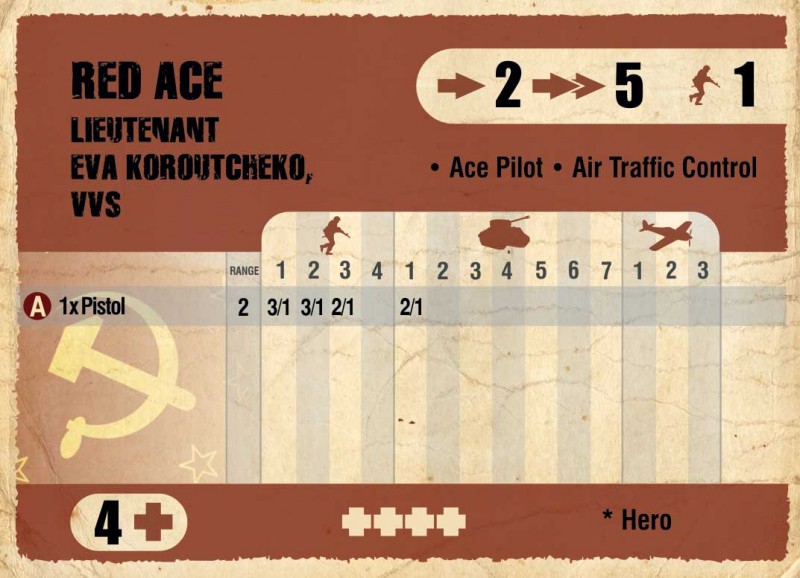 RED ACE
LIEUTENANT
EVA KOROUTCHEKO,
VVS
2 5 1
• Ace Pilot • Air Traffic Control
RANGE 1 2 3 4 1 2 3 4 5 6 7 1 2 3
A 1x Pistol 2 3/1 3/1 2/1 2/1
4
* Hero